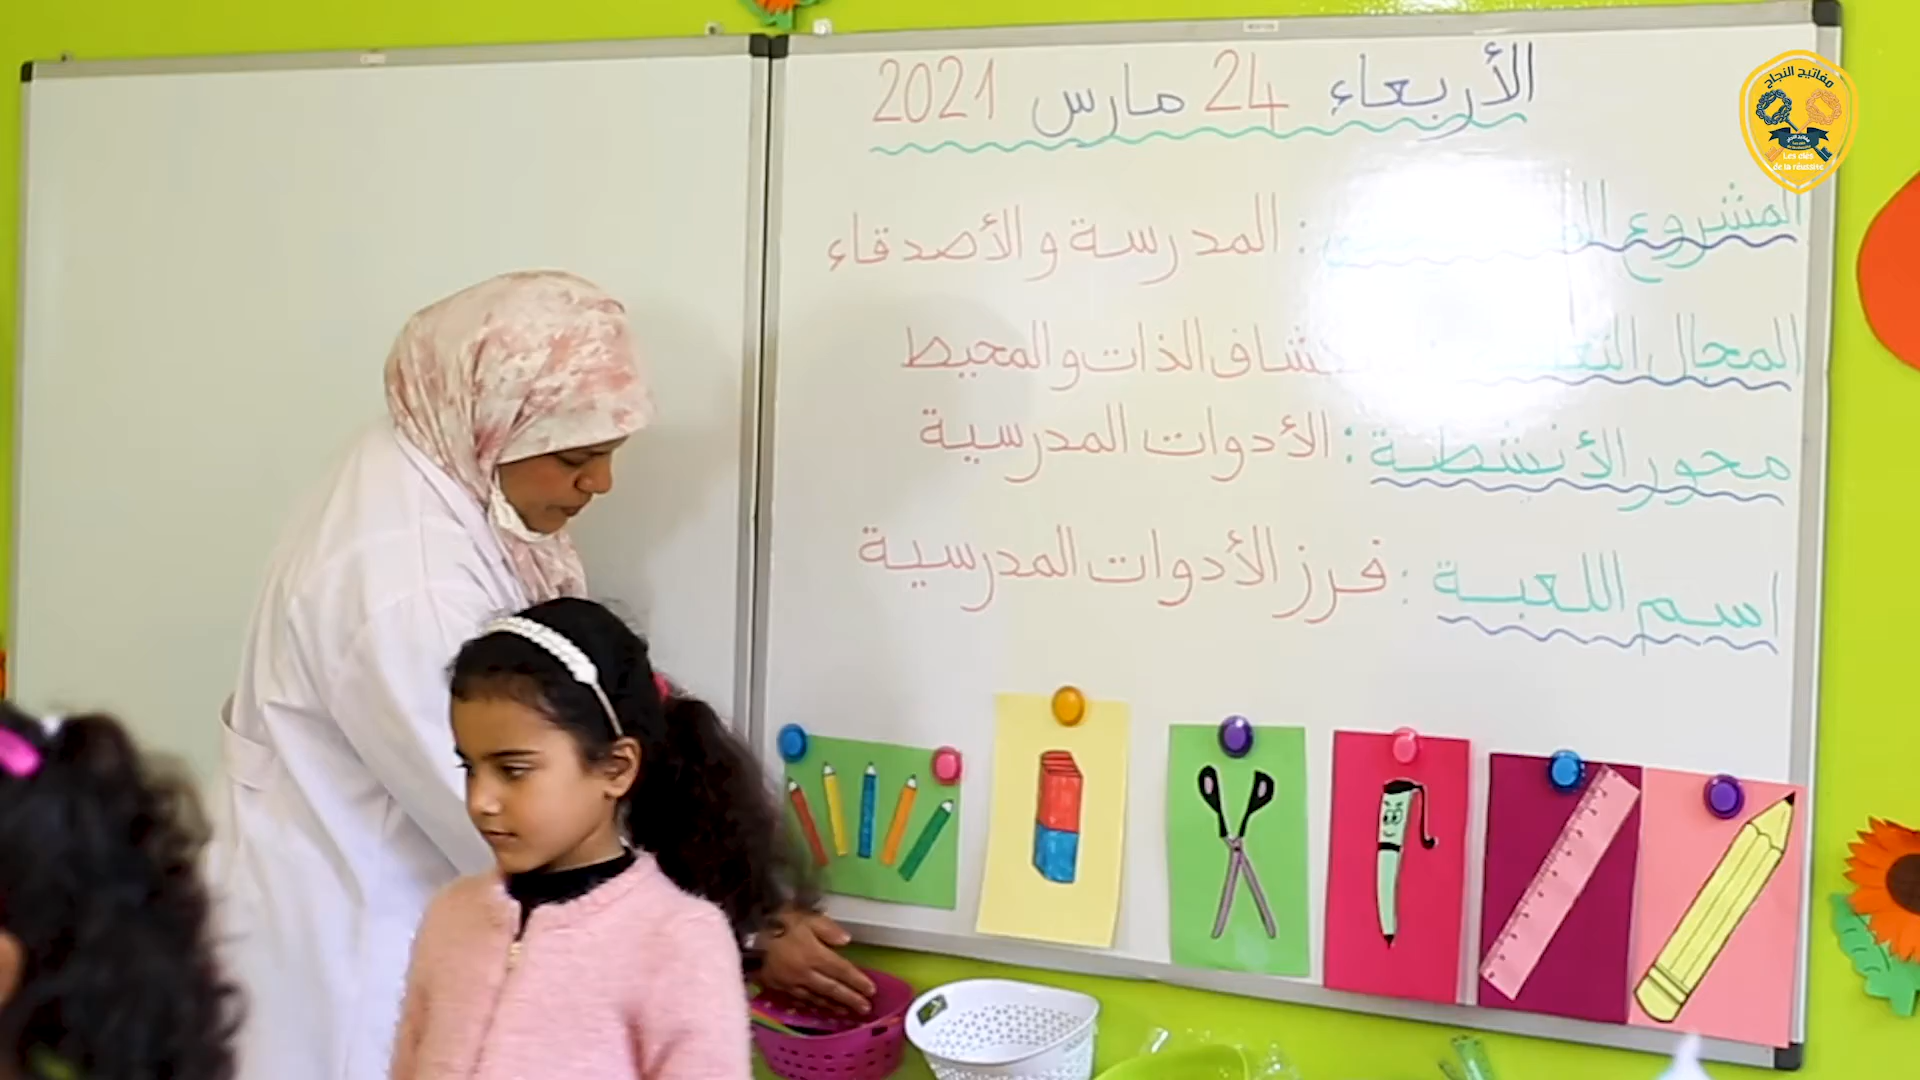 الأربعاء 24 مارس 2021
المشروع : المدرسة والأصدقاء
المجال الذات والمحيط
محور الأنشطة : الأدوات المدرسية
اسم اللعبة : فرز الأدوات المدرسية
مفاتيح النجاح
Les clés
de la réussite